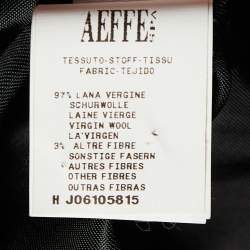 AEFFE
TESSUTO-STOFF-TISSU
FABRIC-TEJIDO
97% LANA VERGINE
SCHURWOLLE
LAINE VIERGE
VIRGIN WOOL
LA'VIRGEN
3% ALTRE FIBRE
SONSTIGE FASERN
AUTRES FIBRES
OTHER FIBRES
OUTRAS FIBRAS
H J06105815